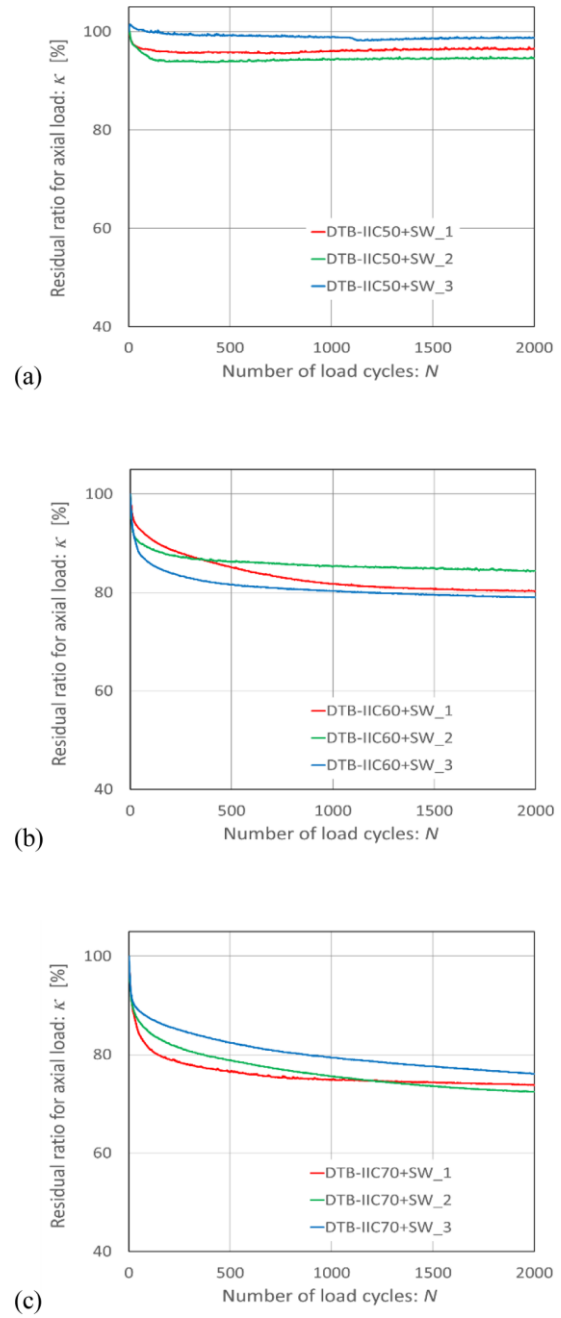 Residual ratio for axial load: κ [%]
100
80
60
40
DTB-IIC50+SW_1
DTB-IIC50+SW_2
DTB-IIC50+SW_3
0
500
1000
1500
2000
Number of load cycles: N
(a)
Residual ratio for axial load: κ [%]
100
80
60
40
DTB-IIC60+SW_1
DTB-IIC60+SW_2
DTB-IIC60+SW_3
0
500
1000
1500
2000
Number of load cycles: N
(b)
Residual ratio for axial load: κ [%]
100
80
60
40
DTB-IIC70+SW_1
DTB-IIC70+SW_2
DTB-IIC70+SW_3
0
500
1000
1500
2000
Number of load cycles: N
(c)